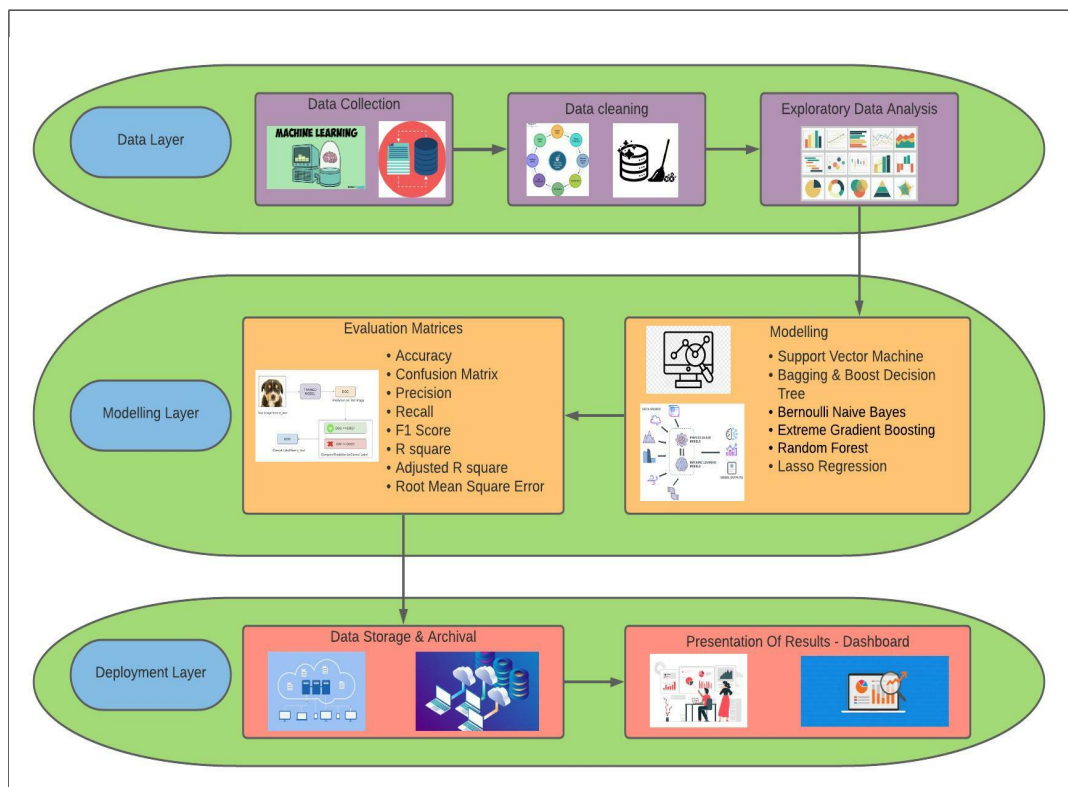 Data Layer
Data Collection
MACHINE LEARNING
Data cleaning
Exploratory Data Analysis
Modelling Layer
Evaluation Matrices
• Accuracy
• Confusion Matrix
• Precision
• Recall
• F1 Score
• R square
• Adjusted R square
• Root Mean Square Error
Modelling
• Support Vector Machine
• Bagging & Boost Decision
Tree
• Bernoulli Naive Bayes
• Extreme Gradient Boosting
• Random Forest
• Lasso Regression
Deployment Layer
Data Storage & Archival
Presentation Of Results - Dashboard